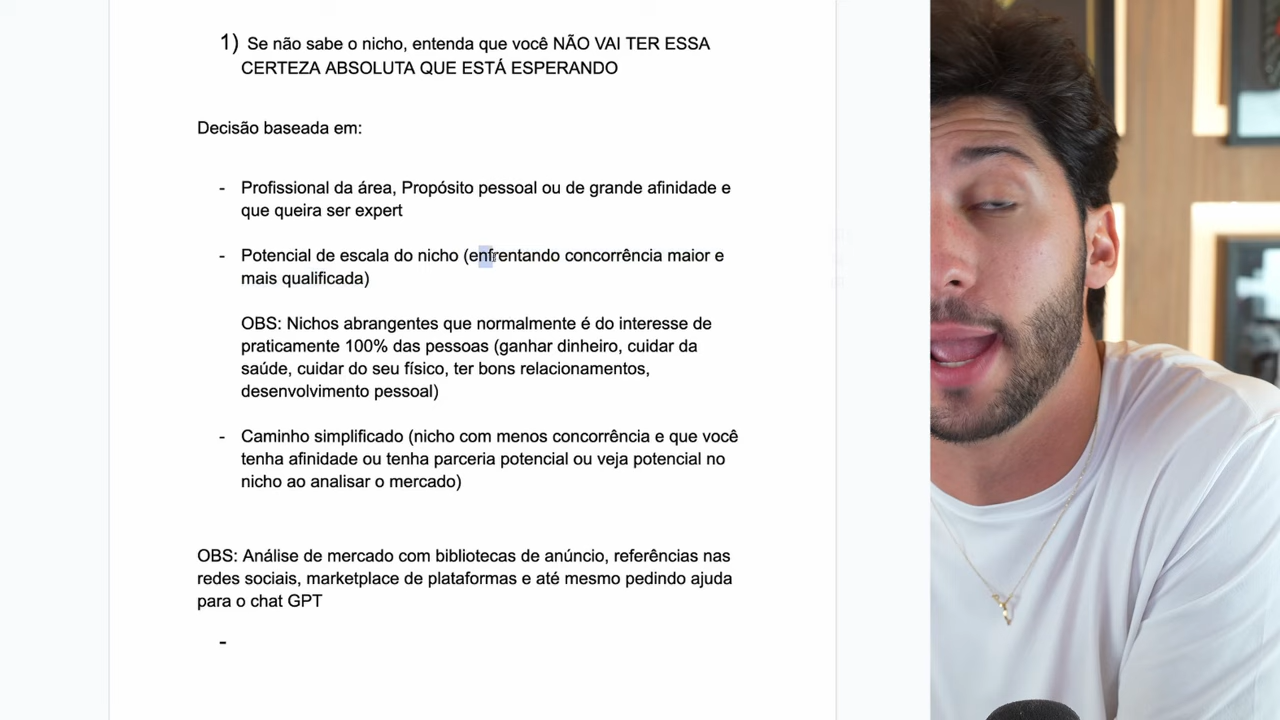 1) Se não sabe o nicho, entenda que você NÃO VAI TER ESSA
CERTEZA ABSOLUTA QUE ESTÁ ESPERANDO
Decisão baseada em:
- Profissional da área, Propósito pessoal ou de grande afinidade e
que queira ser expert
- Potencial de escala do nicho (enfrentando concorrência maior e
mais qualificada)
OBS: Nichos abrangentes que normalmente é do interesse de
praticamente 100% das pessoas (ganhar dinheiro, cuidar da
saúde, cuidar do seu físico, ter bons relacionamentos,
desenvolvimento pessoal)
- Caminho simplificado (nicho com menos concorrência e que você
tenha afinidade ou tenha parceria potencial ou veja potencial no
nicho ao analisar o mercado)
OBS: Análise de mercado com bibliotecas de anúncio, referências nas
redes sociais, marketplace de plataformas e até mesmo pedindo ajuda
para o chat GPT
-